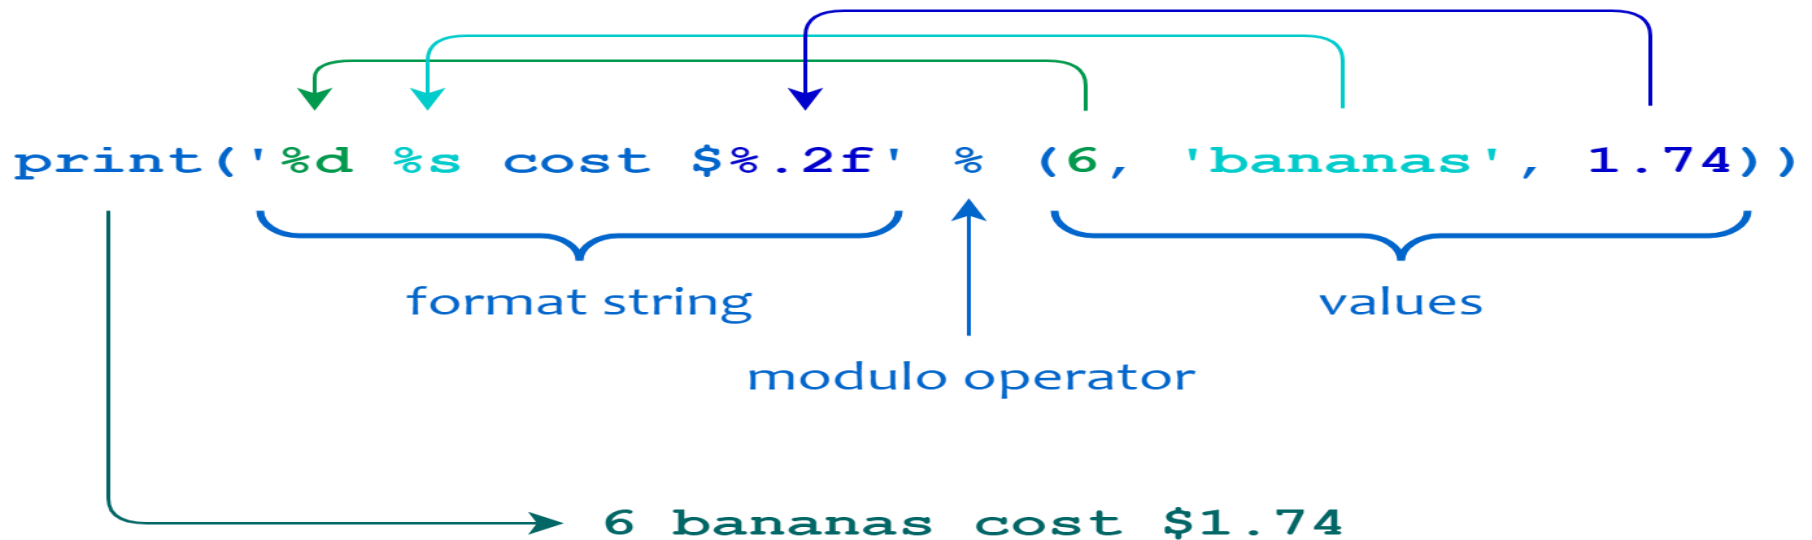 print('%d %s cost $%.2f' % (6, 'bananas', 1.74))
format string
values
modulo operator
6 bananas cost $1.74